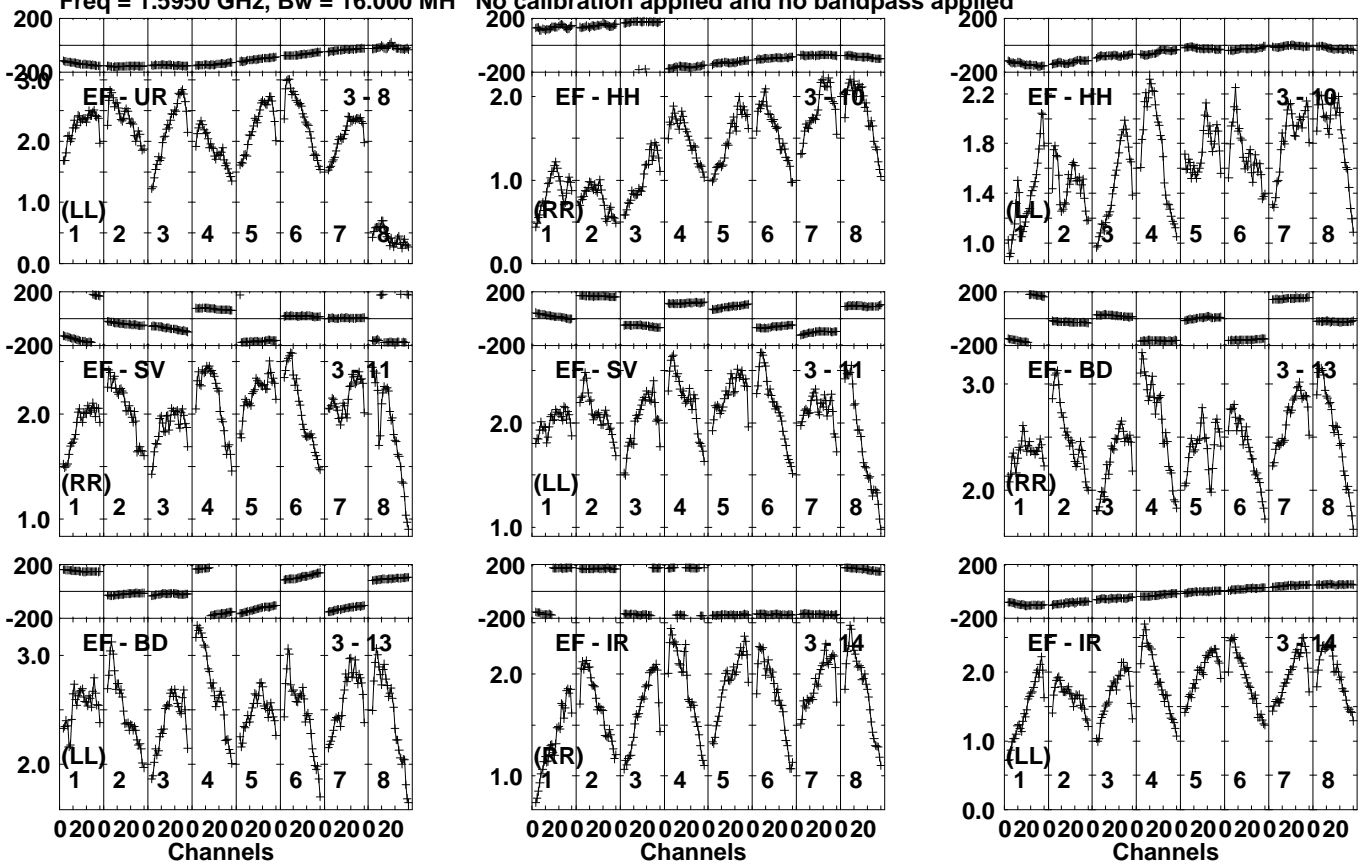 Freq = 1.5950 GHz, Bw = 16.000 MH No calibration applied and no bandpass applied
200
-200
3.0
2.0
1.0
0.0
EF - UR 3 - 8
(LL)
1 2 3 4 5 6 7 8
200
-200
2.0
1.0
0.0
EF - HH 3 - 10
(RR)
1 2 3 4 5 6 7 8
200
-200
2.2
1.8
1.4
1.0
EF - HH 3 - 10
(LL)
1 2 3 4 5 6 7 8
200
-200
2.0
1.0
EF - SV 3 - 11
(RR)
1 2 3 4 5 6 7 8
200
-200
2.0
1.0
EF - SV 3 - 11
(LL)
1 2 3 4 5 6 7 8
200
-200
3.0
2.0
EF - BD 3 - 13
(RR)
1 2 3 4 5 6 7 8
200
-200
3.0
2.0
EF - BD 3 - 13
(LL)
1 2 3 4 5 6 7 8
0 20 0 20 0 20 0 20 0 20 0 20 0 20 0 20
Channels
200
-200
2.0
1.0
EF - IR 3 - 14
(RR)
1 2 3 4 5 6 7 8
0 20 0 20 0 20 0 20 0 20 0 20 0 20 0 20
Channels
200
-200
2.0
1.0
0.0
EF - IR 3 - 14
(LL)
1 2 3 4 5 6 7 8
0 20 0 20 0 20 0 20 0 20 0 20 0 20 0 20
Channels